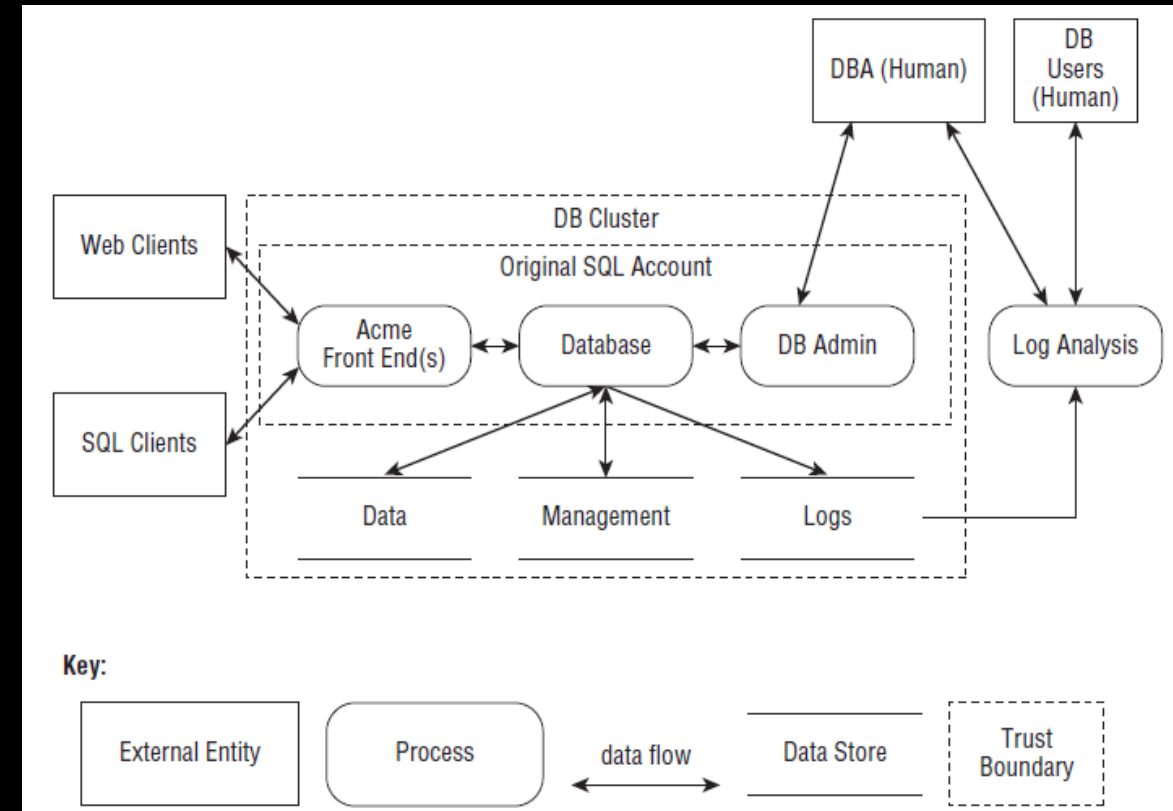 DBA (Human)
DB
Users
(Human)
DB Cluster
Web Clients
Original SQL Account
Acme
Front End(s)
Database
DB Admin
Log Analysis
SQL Clients
Data
Management
Logs
Key:
External Entity
Process
data flow
Data Store
Trust
Boundary